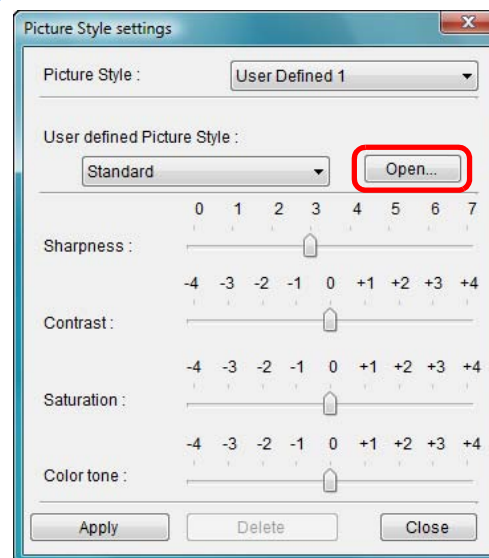 Picture Style settings
Picture Style : User Defined 1
User defined Picture Style :
Standard Open...
0 1 2 3 4 5 6 7
Sharpness :
-4 -3 -2 -1 0 +1 +2 +3 +4
Contrast :
-4 -3 -2 -1 0 +1 +2 +3 +4
Saturation :
-4 -3 -2 -1 0 +1 +2 +3 +4
Color tone :
Apply Delete Close